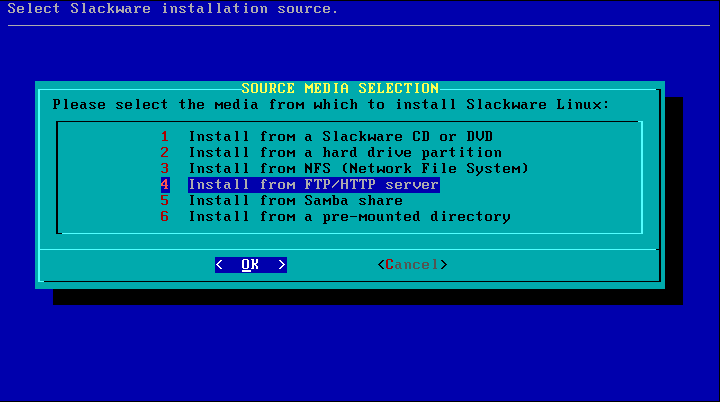 Select Slackware installation source.
SOURCE MEDIA SELECTION
Please select the media from which to install Slackware Linux:
1 Install from a Slackware CD or DVD
2 Install from a hard drive partition
3 Install from NFS (Network File System)
4 Install from FTP/HTTP server
5 Install from Samba share
6 Install from a pre-mounted directory
< OK > <Cancel>